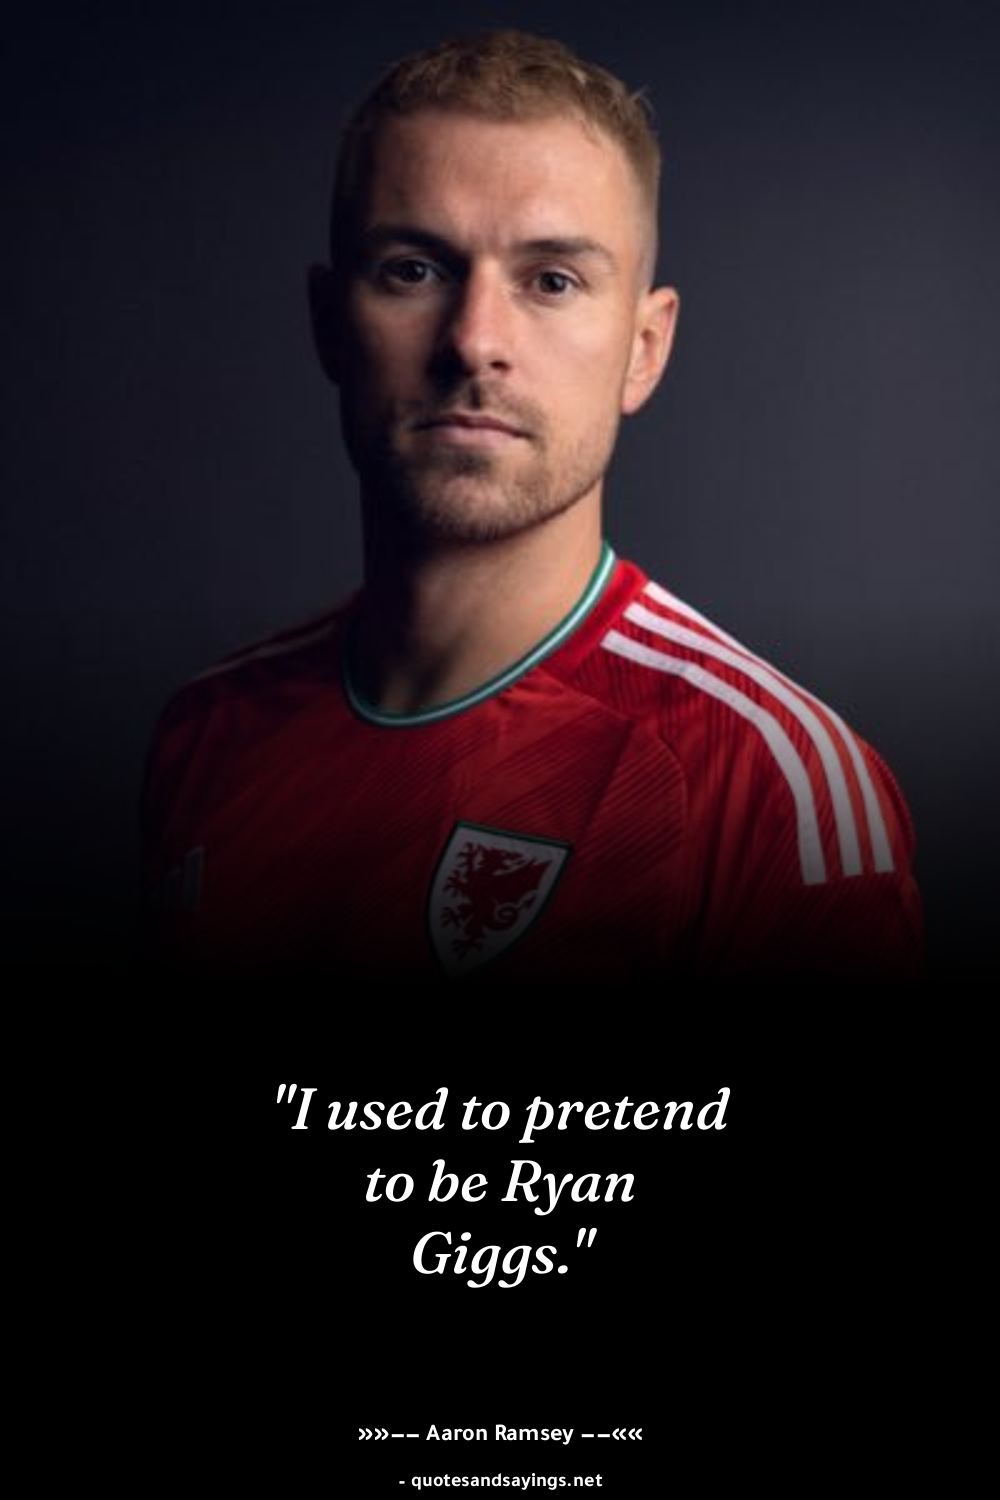 "I used to pretend
to be Ryan
Giggs."
»»–– Aaron Ramsey ––««
- quotesandsayings.net